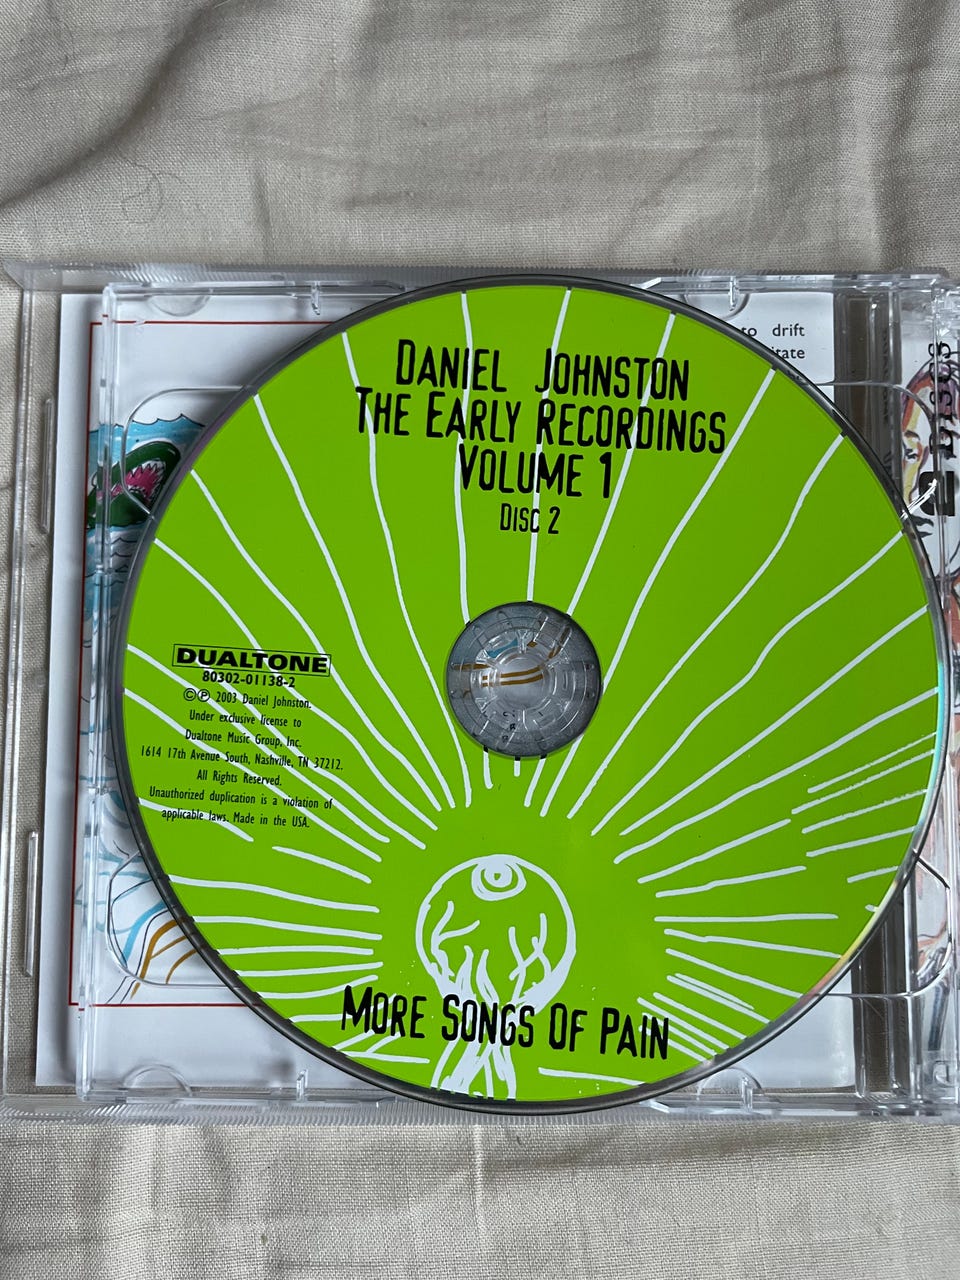 DANIEL JOHNSTON
THE EARLY RECORDINGS
VOLUME 1
DISC 2
DUALTONE
80302-01138-2
©℗ 2003 Daniel Johnston.
Under exclusive license to
Dualtone Music Group, Inc.
1614 17th Avenue South, Nashville, TN 37212.
All Rights Reserved.
Unauthorized duplication is a violation of
applicable laws. Made in the USA.
MORE SONGS OF PAIN
to drift
2 DISCS